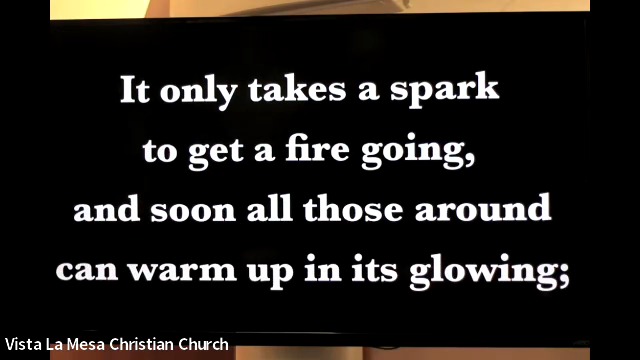 It only takes a spark
to get a fire going,
and soon all those around
can warm up in its glowing;
Vista La Mesa Christian Church